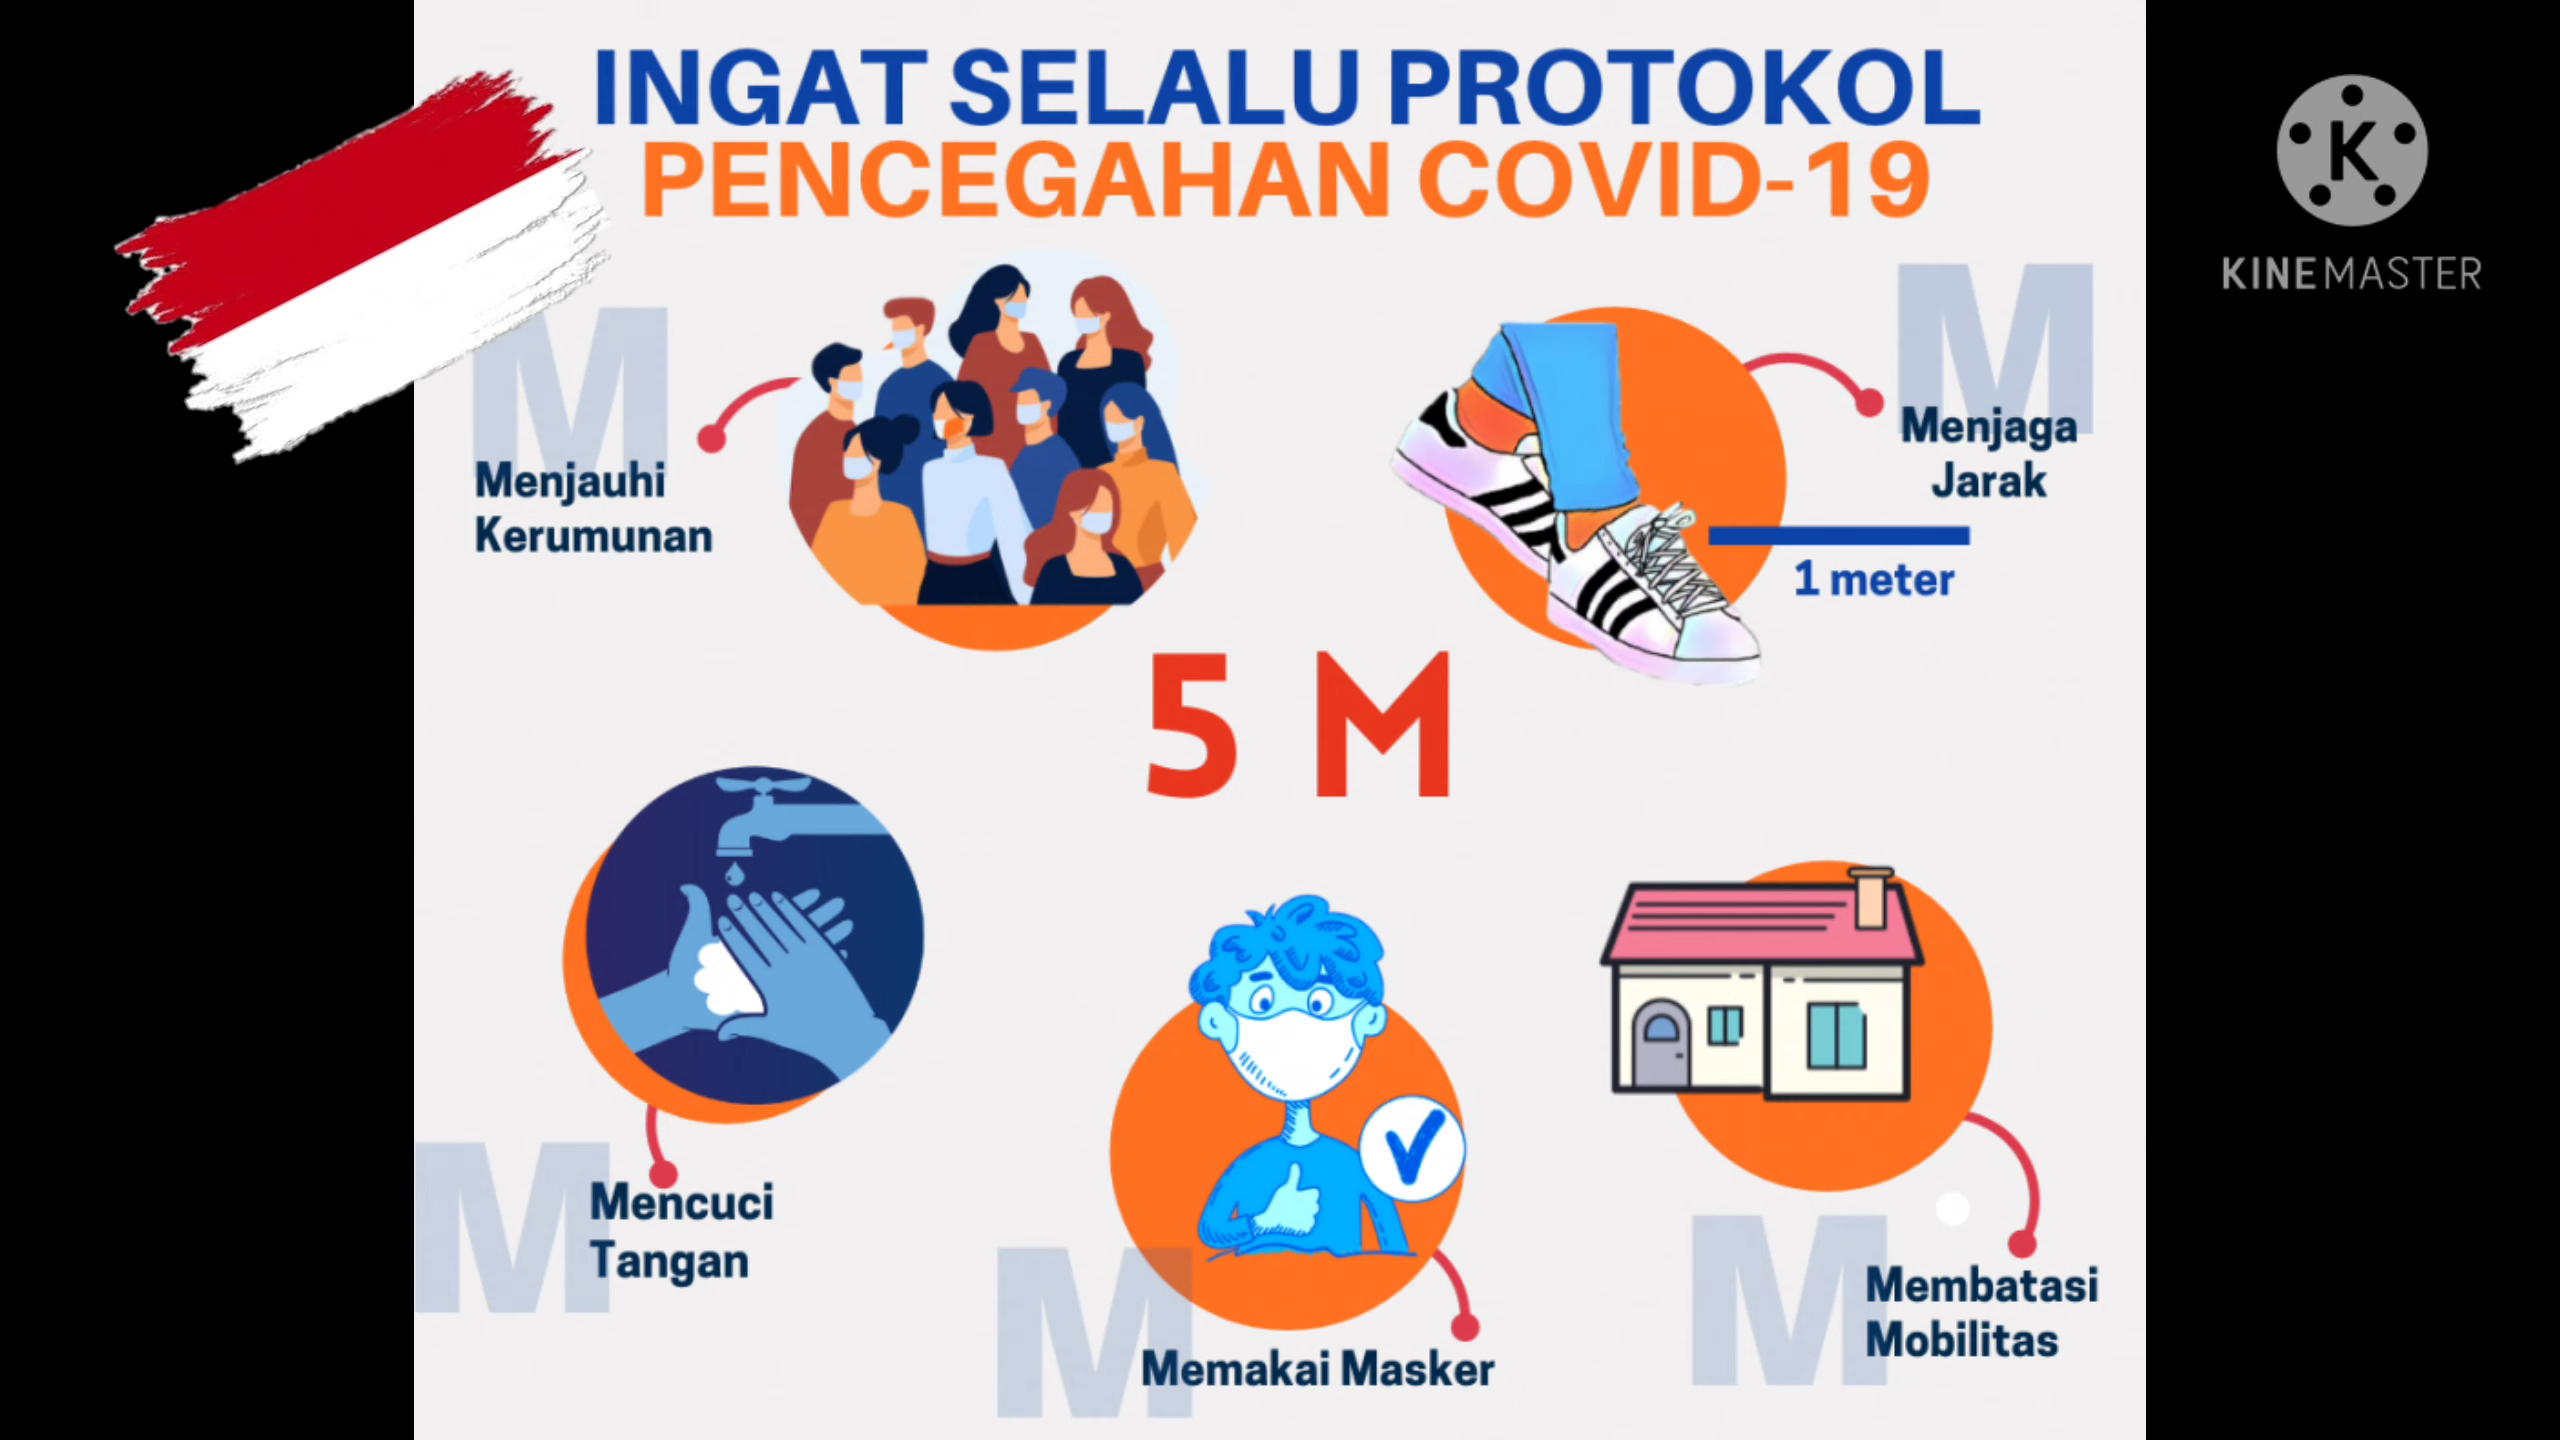 INGAT SELALU PROTOKOL
PENCEGAHAN COVID-19
K
KINEMASTER
M
Menjauhi
Kerumunan
M
Menjaga
Jarak
1 meter
5 M
M
Mencuci
Tangan
M
Memakai Masker
M
Membatasi
Mobilitas